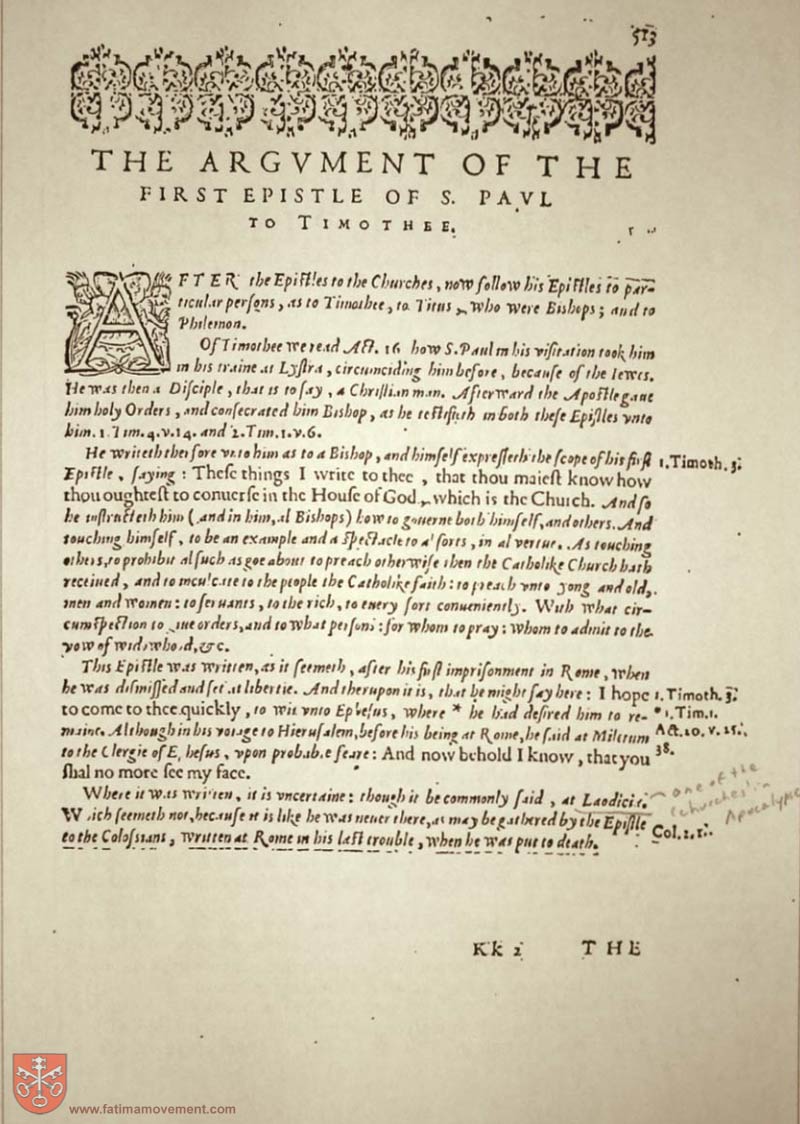 513
THE ARGVMENT OF THE
FIRST EPISTLE OF S. PAVL
TO TIMOTHEE.
AFTER the Epiſtles to the Churches, now follow his Epiſtles to par-
ticular perſons, as to Timothee, to Titus, who were Bishops; and to
Philemon.
Of Timothee we read Act. 16 how S. Paul in his viſitation took him
in his traine at Lyſtra, circumciding him before, becauſe of the Iewes.
He was then a Diſciple, that is to ſay, a Chriſtian man. Afterward the Apoſtle gaue
him holy Orders, and conſecrated him Bishop, as he teſtifieth in both theſe Epiſtles vnto
him. 1. Tim. 4. v. 14. and 2. Tim. 1. v. 6.
He writeth therfore vnto him as to a Bishop, and himſelf expreſſeth the ſcope of his firſt 1. Timoth. 3.
Epiſtle, ſaying: Theſe things I write to thee, that thou maieſt know how
thou oughteſt to conuerſe in the Houſe of God, which is the Church. And ſo
he inſtructeth him (and in him, al Bishops) how to gouerne both himſelf, and others. And
touching himſelf, to be an example and a ſpectacle to al ſorts, in al vertue. As touching
others, to prohibit al ſuch as goe about to preach otherwiſe then the Catholike Church hath
receiued, and to inculcate to the people the Catholike faith: to preach vnto yong and old,
men and women: to ſeruants, to the rich, to euery ſort conueniently. With what cir-
cumſpection to giue orders, and to what perſons: for whom to pray: whom to admit to the
vow of widowhood, &c.
This Epiſtle was written, as it ſeemeth, after his firſt impriſonment in Rome, when
he was diſmiſſed and ſet at libertie. And therupon it is, that he might ſay here: I hope 1. Timoth. 3.
to come to thee quickly, to wit vnto Epheſus, where * he had deſired him to re- * 1. Tim. 1.
maine. Although in his voiage to Hieruſalem, before his being at Rome, he ſaid at Miletum Act. 20. v. 25.
to the Clergie of Epheſus, vpon probable feare: And now behold I know, that you 38.
ſhal no more ſee my face.
Where it was written, it is vncertaine: though it be commonly ſaid, at Laodicia. one of the
churches in
Apocalypse
Which ſeemeth not, becauſe it is like he was neuer there, as may be gathered by the Epiſtle
to the Coloſsians, written at Rome in his laſt trouble, when he was put to death. Col. 2. 1.
Kk 2 THE
www.fatimamovement.com